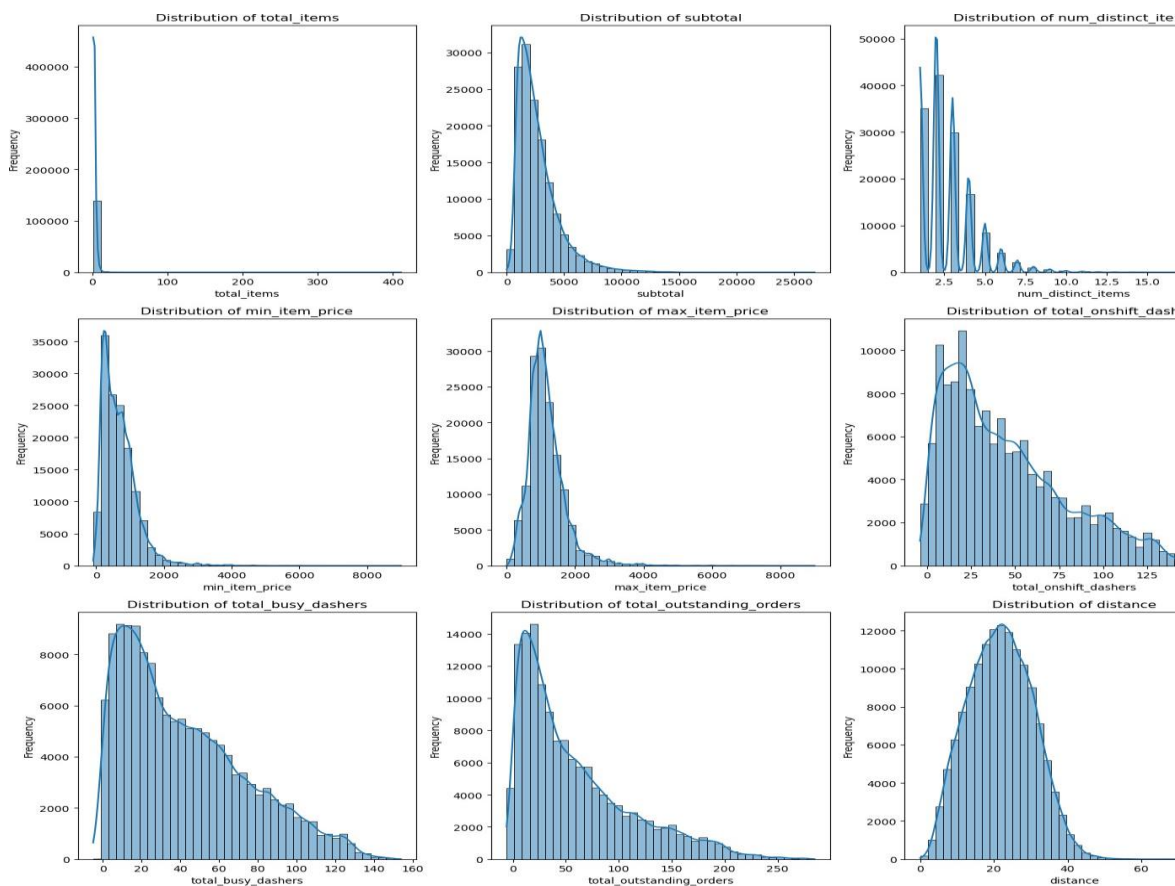 Distribution of total_items
Distribution of subtotal
Distribution of num_distinct_ite
Frequency
400000
300000
200000
100000
0
0 100 200 300 400
total_items
Frequency
30000
25000
20000
15000
10000
5000
0
0 5000 10000 15000 20000 25000
subtotal
Frequency
50000
40000
30000
20000
10000
0
2.5 5.0 7.5 10.0 12.5 15.0
num_distinct_items
Distribution of min_item_price
Distribution of max_item_price
Distribution of total_onshift_dash
Frequency
35000
30000
25000
20000
15000
10000
5000
0
0 2000 4000 6000 8000
min_item_price
Frequency
30000
25000
20000
15000
10000
5000
0
0 2000 4000 6000 8000
max_item_price
Frequency
10000
8000
6000
4000
2000
0
0 25 50 75 100 125
total_onshift_dashers
Distribution of total_busy_dashers
Distribution of total_outstanding_orders
Distribution of distance
Frequency
8000
6000
4000
2000
0
0 20 40 60 80 100 120 140 160
total_busy_dashers
Frequency
14000
12000
10000
8000
6000
4000
2000
0
0 50 100 150 200 250
total_outstanding_orders
Frequency
12000
10000
8000
6000
4000
2000
0
0 20 40 60
distance